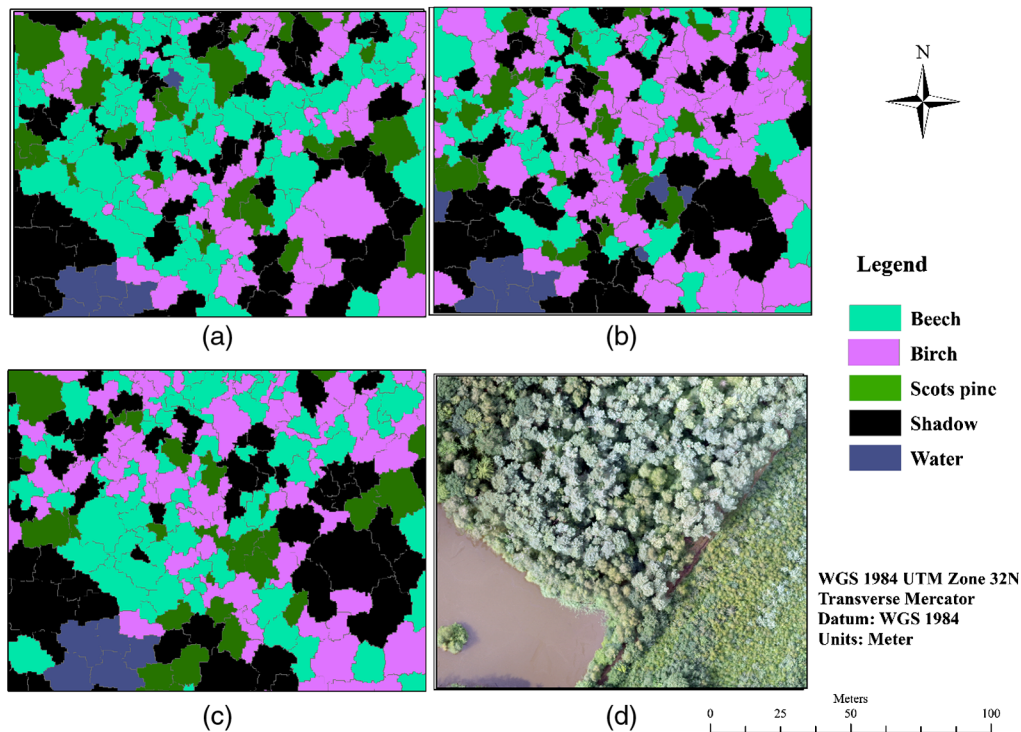 (a)
(b)
(c)
(d)
N
Legend
Beech
Birch
Scots pinc
Shadow
Water
WGS 1984 UTM Zone 32N
Transverse Mercator
Datum: WGS 1984
Units: Meter
Meters
0 25 50 100